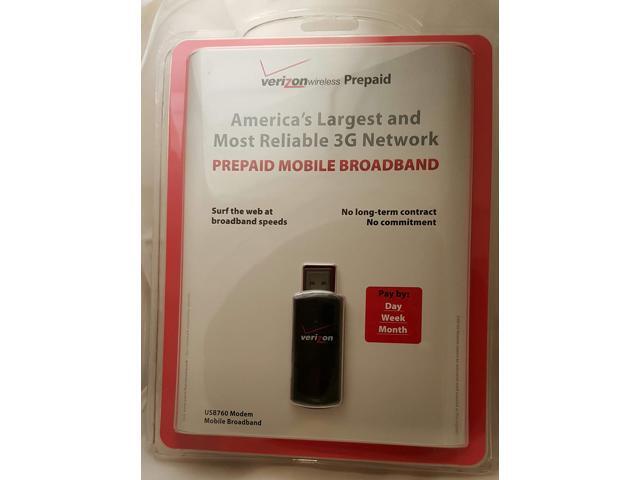 verizonwireless Prepaid
America's Largest and
Most Reliable 3G Network
PREPAID MOBILE BROADBAND
Surf the web at
broadband speeds
No long-term contract
No commitment
Pay by:
Day
Week
Month
verizon
USB760 Modem
Mobile Broadband